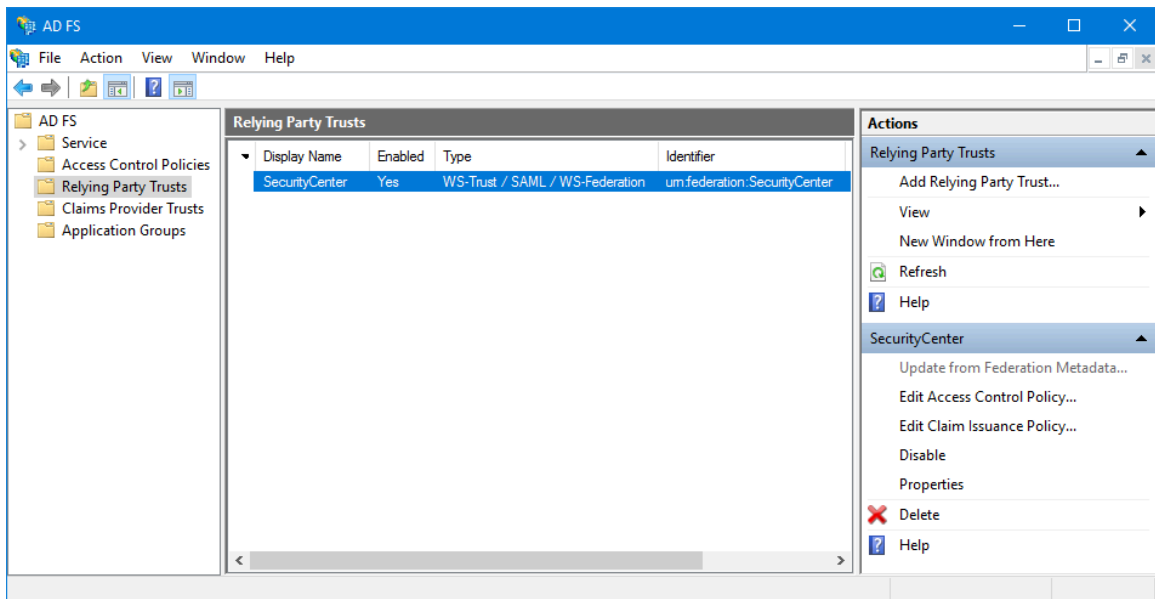 AD FS
File Action View Window Help
AD FS
Service
Access Control Policies
Relying Party Trusts
Claims Provider Trusts
Application Groups
Relying Party Trusts
Display Name Enabled Type Identifier
SecurityCenter Yes WS-Trust / SAML / WS-Federation urn:federation:SecurityCenter
Actions
Relying Party Trusts
Add Relying Party Trust...
View
New Window from Here
Refresh
Help
SecurityCenter
Update from Federation Metadata...
Edit Access Control Policy...
Edit Claim Issuance Policy...
Disable
Properties
Delete
Help